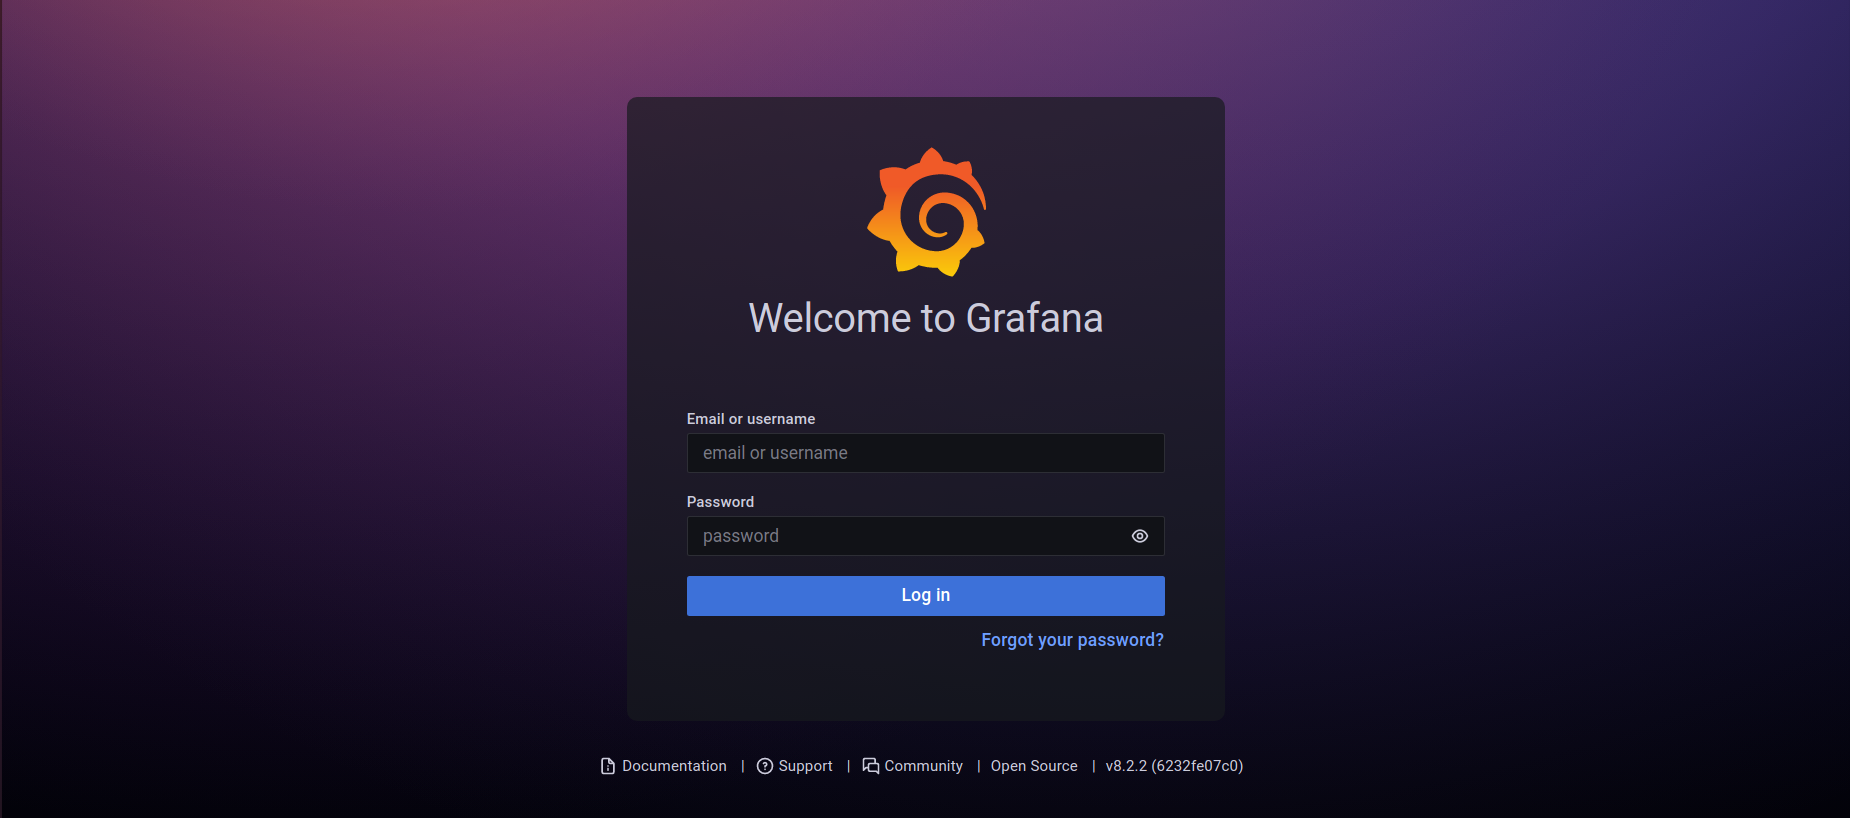 Welcome to Grafana
Email or username
email or username
Password
password
Log in
Forgot your password?
Documentation | Support | Community | Open Source | v8.2.2 (6232fe07c0)